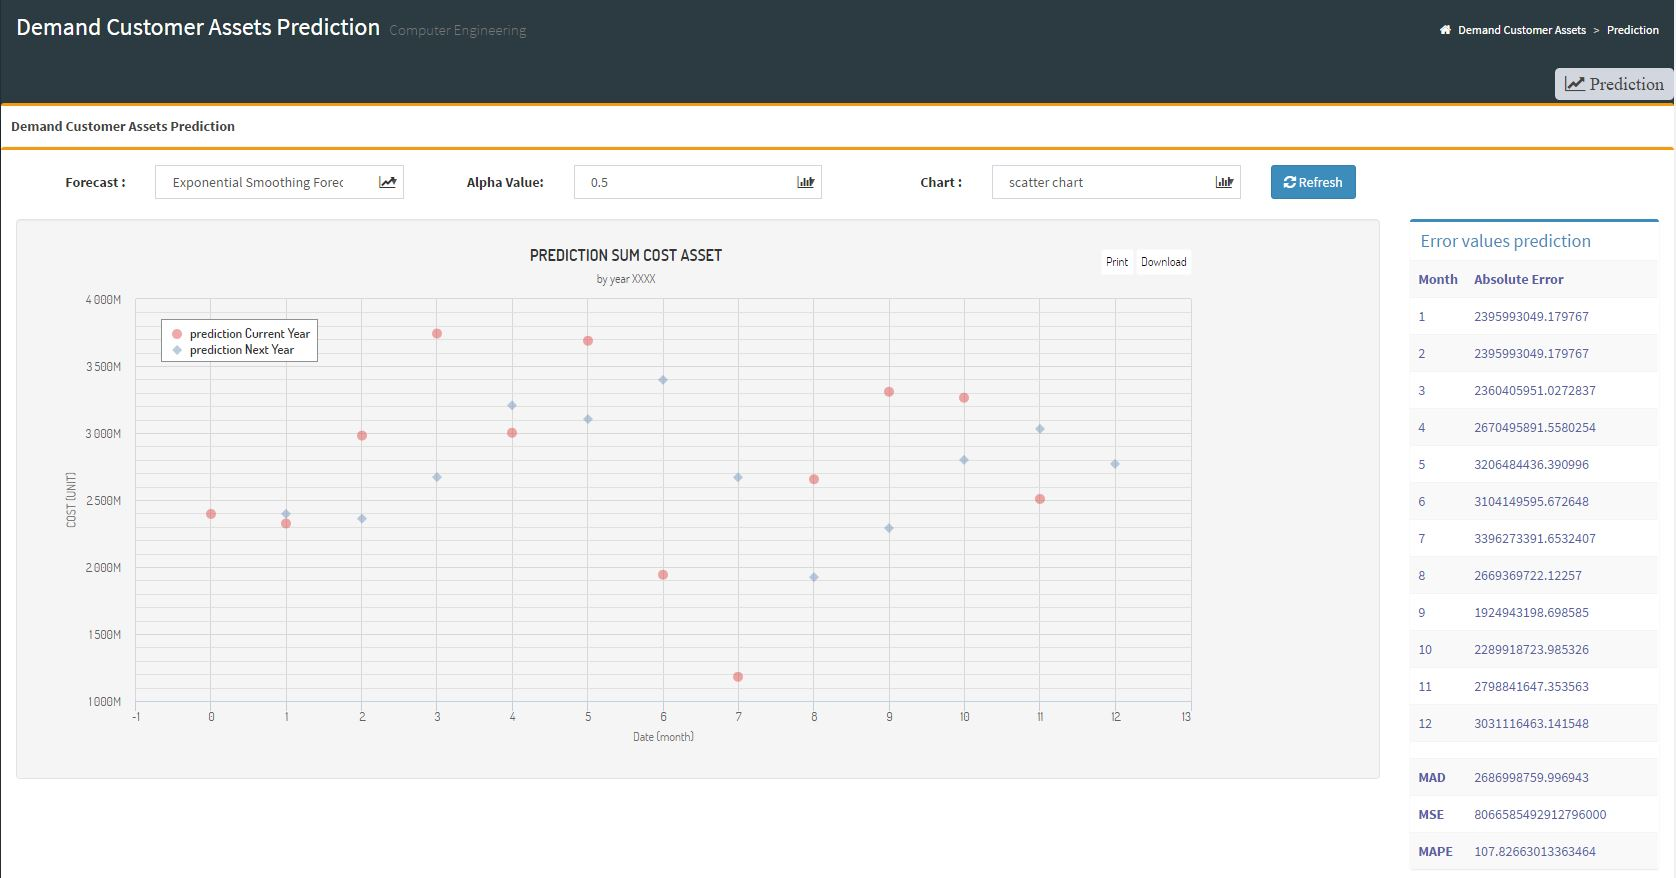 Demand Customer Assets Prediction Computer Engineering
Demand Customer Assets > Prediction
Prediction
Demand Customer Assets Prediction
Forecast :
Exponential Smoothing Forec
Alpha Value:
0.5
Chart :
scatter chart
Refresh
PREDICTION SUM COST ASSET
by year XXXX
Print
Download
prediction Current Year
prediction Next Year
COST (UNIT)
4 000M
3 500M
3 000M
2 500M
2 000M
1 500M
1 000M
-1 0 1 2 3 4 5 6 7 8 9 10 11 12 13
Date (month)
Error values prediction
Month Absolute Error
1 2395993049.179767
2 2395993049.179767
3 2360405951.0272837
4 2670495891.5580254
5 3206484436.390996
6 3104149595.672648
7 3396273391.6532407
8 2669369722.12257
9 1924943198.698585
10 2289918723.985326
11 2798841647.353563
12 3031116463.141548
MAD 2686998759.996943
MSE 8066585492912796000
MAPE 107.82663013363464